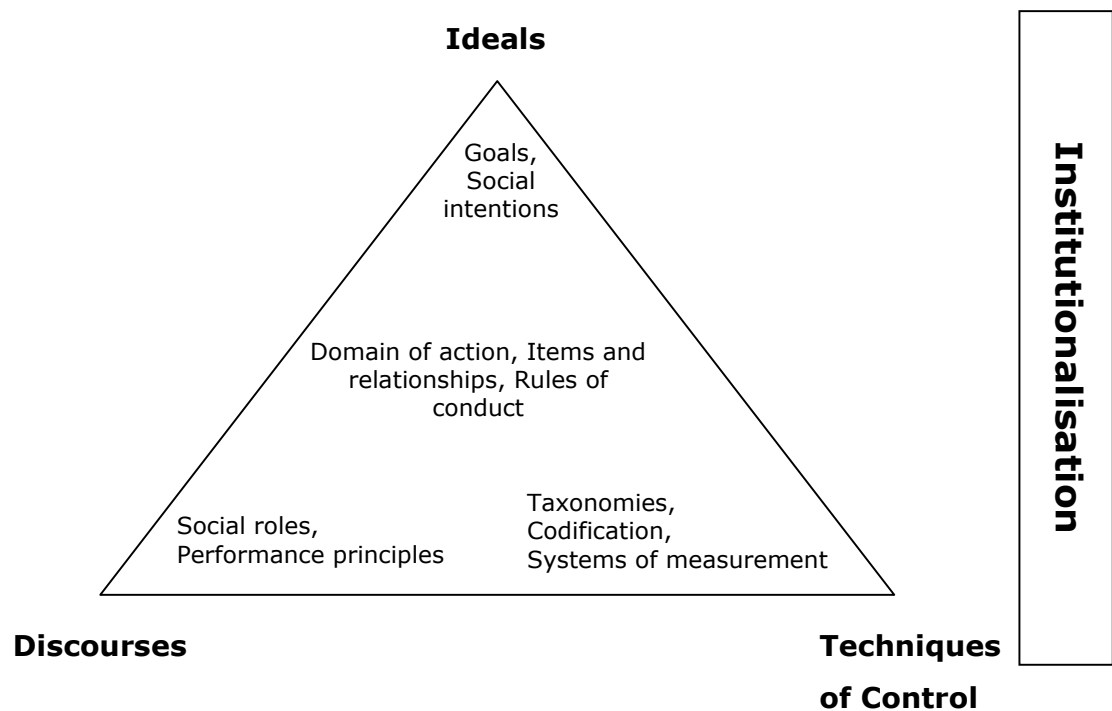 Ideals
Goals,
Social
intentions
Domain of action, Items and
relationships, Rules of
conduct
Social roles,
Performance principles
Taxonomies,
Codification,
Systems of measurement
Discourses
Techniques
of Control
Institutionalisation